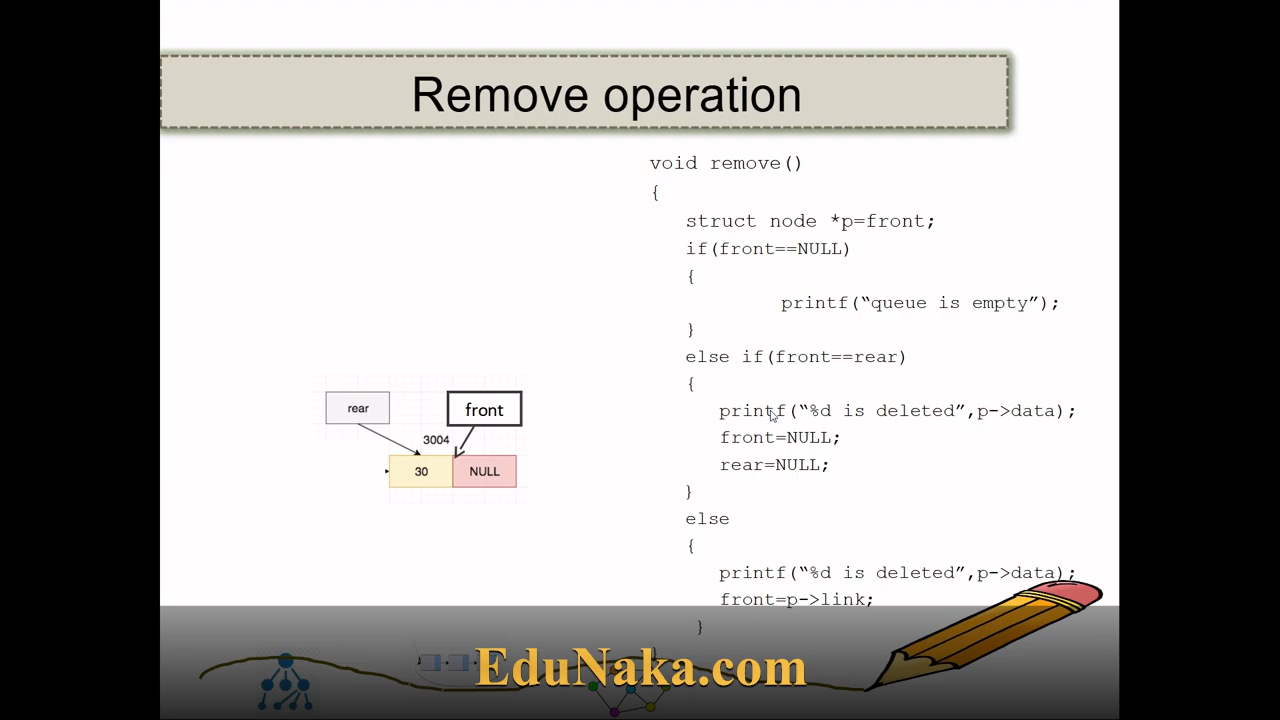 Remove operation
void remove()
{
struct node *p=front;
if(front==NULL)
{
printf(“queue is empty”);
}
else if(front==rear)
{
printf(“%d is deleted”,p->data);
front=NULL;
rear=NULL;
}
else
{
printf(“%d is deleted”,p->data);
front=p->link;
}
rear
front
3004
30
NULL
EduNaka.com